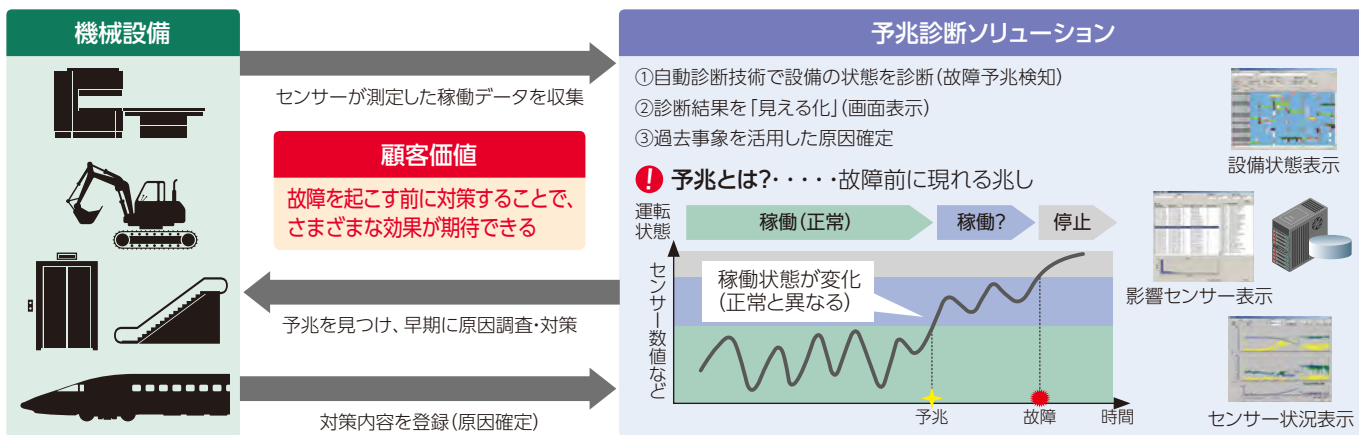 機械設備
センサーが測定した稼働データを収集
顧客価値
故障を起こす前に対策することで、
さまざまな効果が期待できる
予兆を見つけ、早期に原因調査・対策
対策内容を登録(原因確定)
予兆診断ソリューション
①自動診断技術で設備の状態を診断(故障予兆検知)
②診断結果を「見える化」(画面表示)
③過去事象を活用した原因確定
! 予兆とは?・・・・・故障前に現れる兆し
運転
状態
稼働(正常)
稼働?
停止
センサー数値など
稼働状態が変化
(正常と異なる)
予兆
故障
時間
設備状態表示
影響センサー表示
センサー状況表示